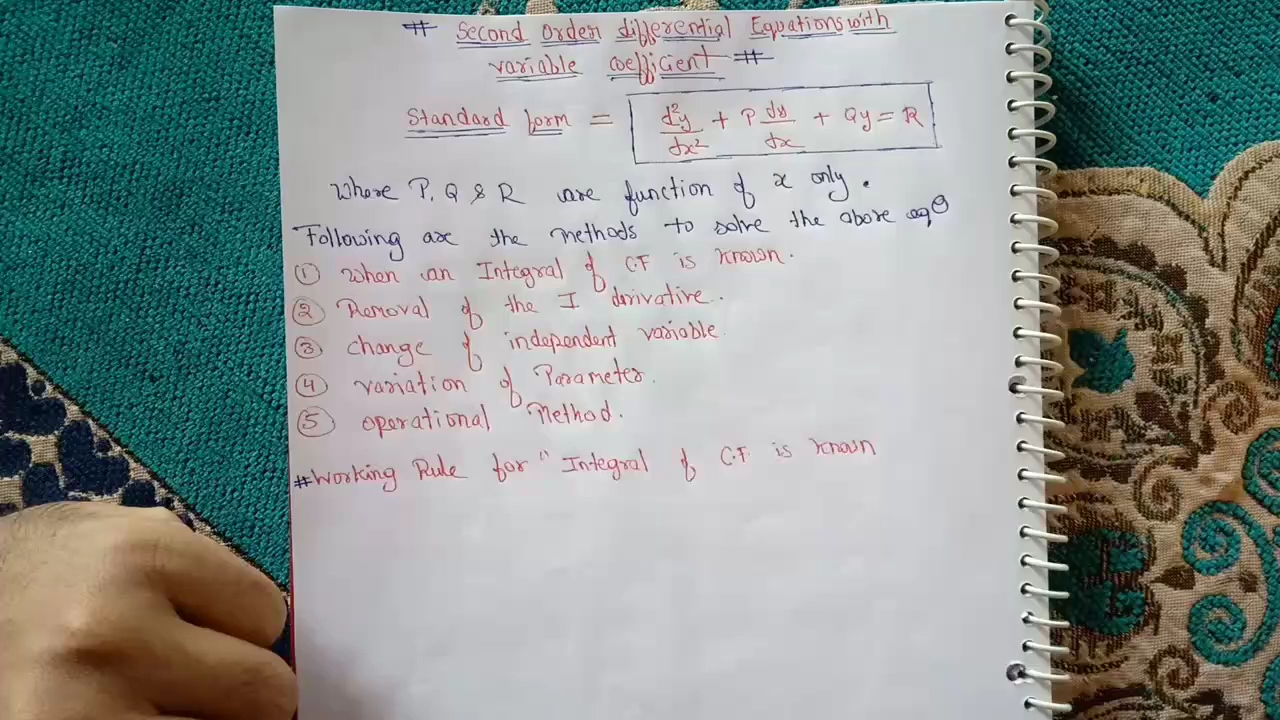 # Second order differential Equations with
variable coefficient #
Standard form = d²y/dx² + P dy/dx + Qy = R
Where P, Q & R are function of x only.
Following are the methods to solve the above eqⁿ
① When an Integral of C.F is known.
② Removal of the I derivative.
③ change of independent variable.
④ variation of Parameter.
⑤ operational Method.
# Working Rule for " Integral of C.F is known